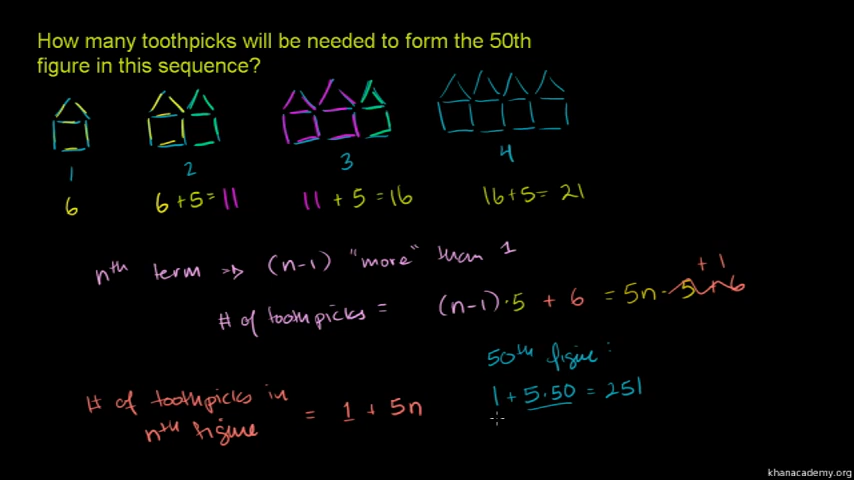 How many toothpicks will be needed to form the 50th
figure in this sequence?
1 2 3 4
6 6 + 5 = 11 11 + 5 = 16 16 + 5 = 21
nth term => (n-1) "more" than 1
+ 1
# of toothpicks = (n-1)·5 + 6 = 5n - 5 + 6
50th figure:
1 + 5·50 = 251
# of toothpicks in
nth figure = 1 + 5n
khanacademy.org